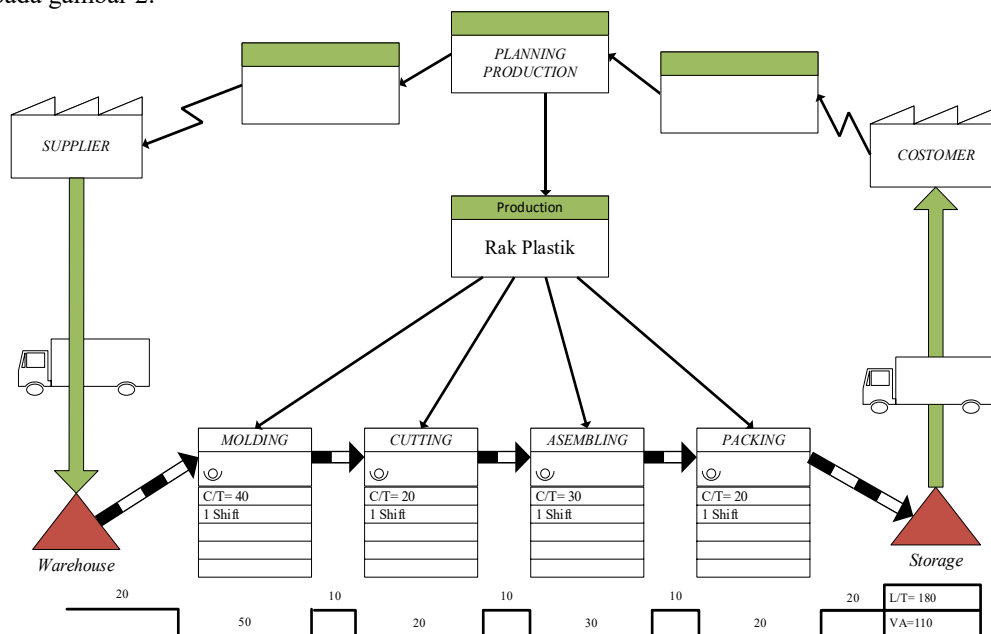 pada gambar 2.
PLANNING
PRODUCTION
SUPPLIER
COSTOMER
Production
Rak Plastik
MOLDING
CUTTING
ASEMBLING
PACKING
C/T= 40
C/T= 20
C/T= 30
C/T= 20
1 Shift
1 Shift
1 Shift
1 Shift
Warehouse
Storage
20
10
10
10
20
L/T= 180
50
20
30
20
VA=110